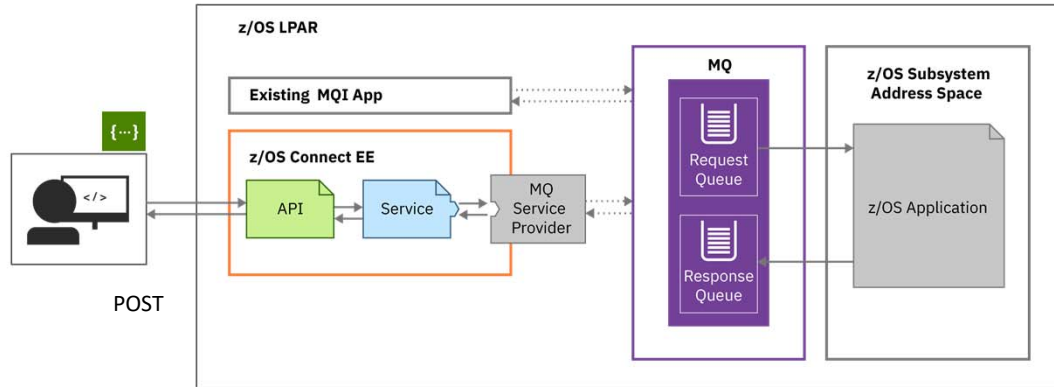 z/OS LPAR
Existing MQI App
{...}
z/OS Connect EE
</>
API
Service
MQ
Service
Provider
POST
MQ
Request
Queue
Response
Queue
z/OS Subsystem
Address Space
z/OS Application